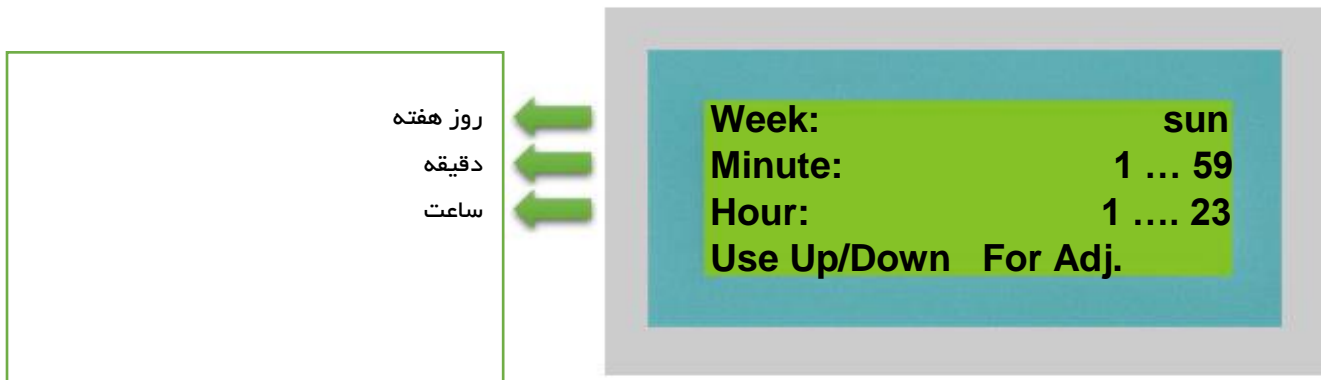 روز هفته
دقیقه
ساعت
Week: sun
Minute: 1 ... 59
Hour: 1 .... 23
Use Up/Down For Adj.